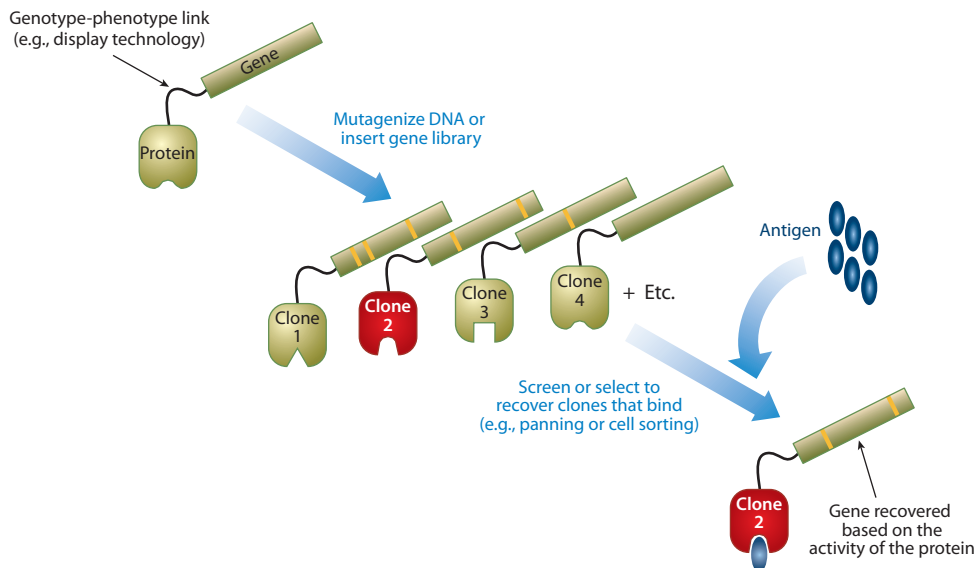 Genotype-phenotype link
(e.g., display technology)
Gene
Protein
Mutagenize DNA or
insert gene library
Clone
1
Clone
2
Clone
3
Clone
4
+ Etc.
Antigen
Screen or select to
recover clones that bind
(e.g., panning or cell sorting)
Clone
2
Gene recovered
based on the
activity of the protein